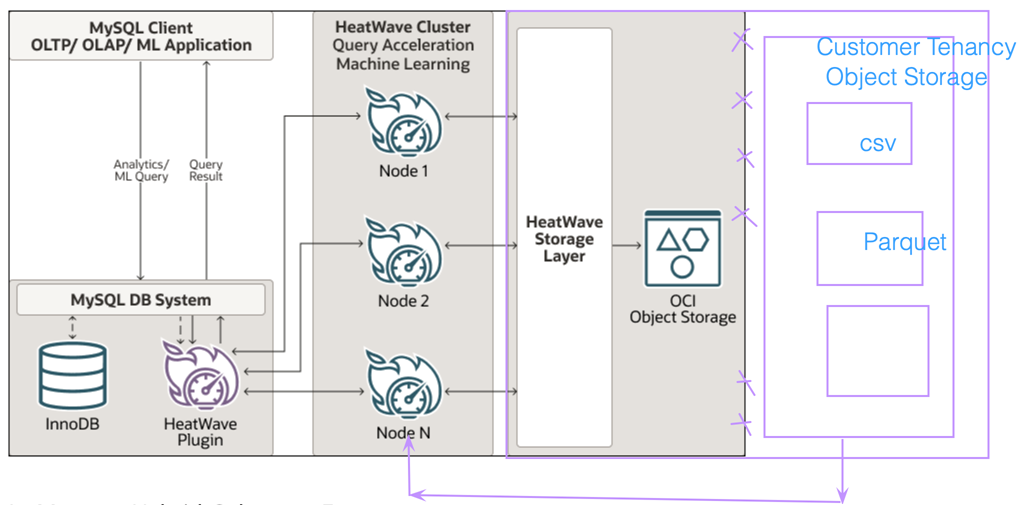 MySQL Client
OLTP/ OLAP/ ML Application
HeatWave Cluster
Query Acceleration
Machine Learning
Customer Tenancy
Object Storage
csv
Node 1
Analytics/
ML Query
Query
Result
HeatWave
Storage
Layer
Parquet
Node 2
OCI
Object Storage
MySQL DB System
InnoDB
HeatWave
Plugin
Node N